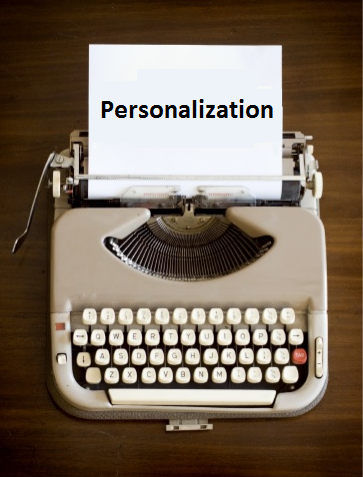 Personalization
Q W E R T Y U I O P
A S D F G H J K L
Z X C V B N M